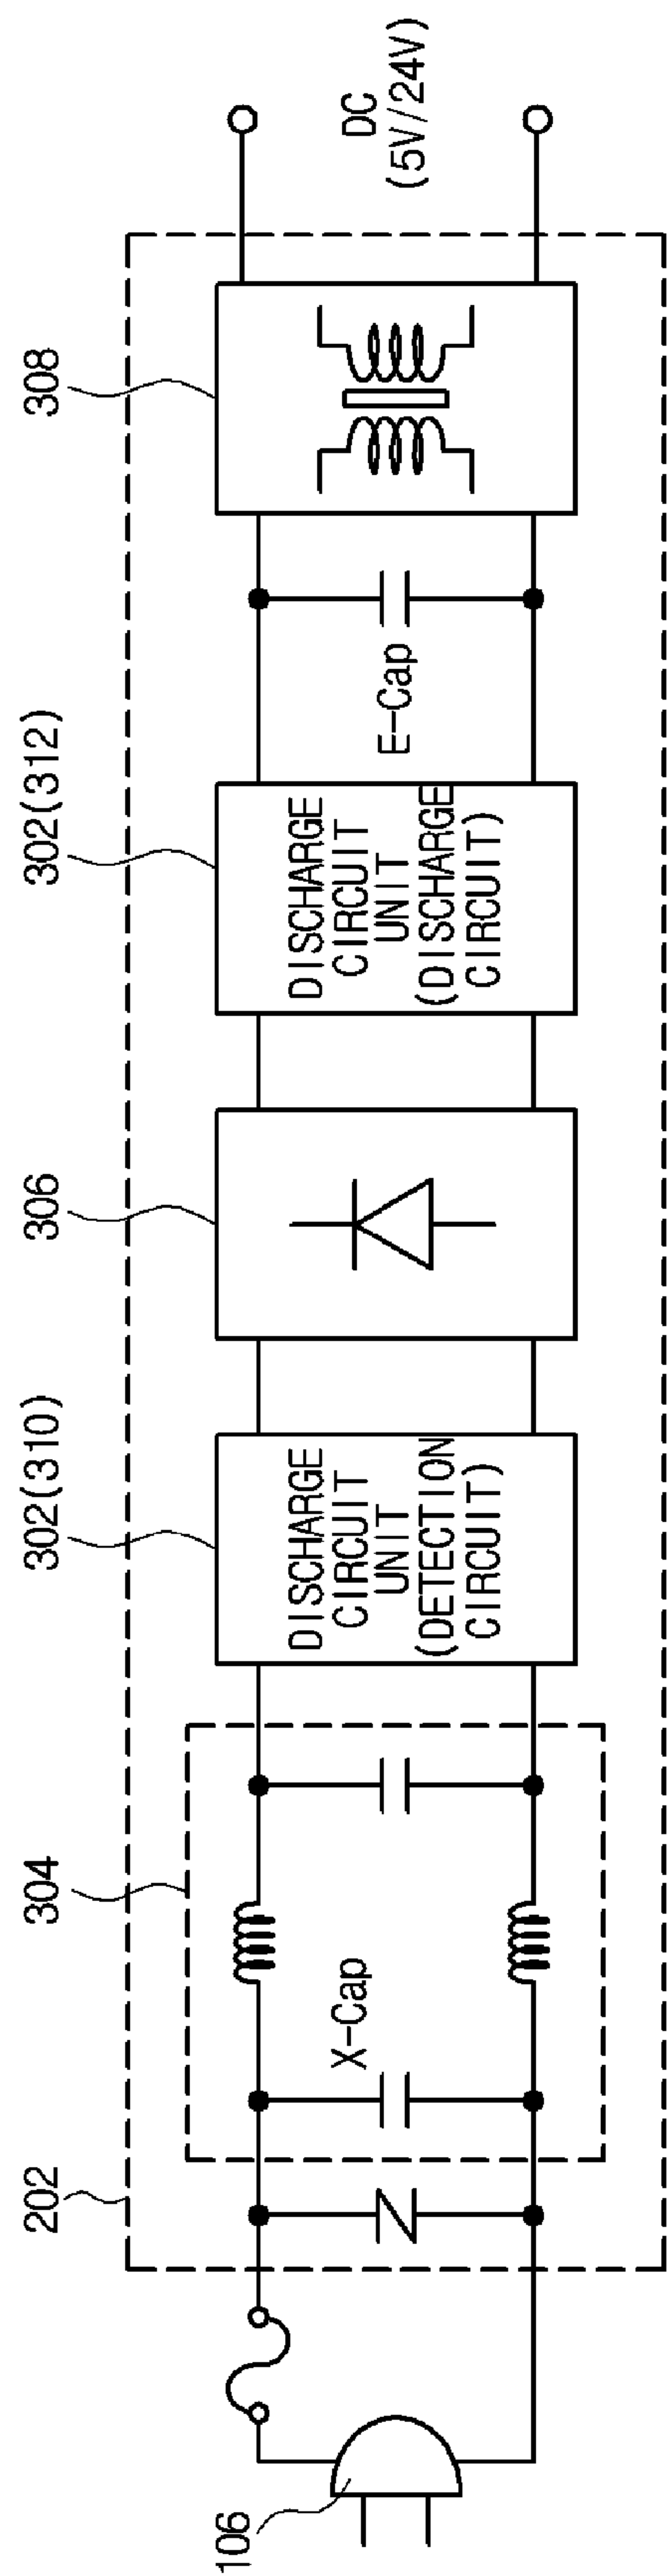 202
304
302(310)
306
302(312)
308
106
X-Cap
DISCHARGE
CIRCUIT
UNIT
(DETECTION
CIRCUIT)
DISCHARGE
CIRCUIT
UNIT
(DISCHARGE
CIRCUIT)
E-Cap
DC
(5V/24V)